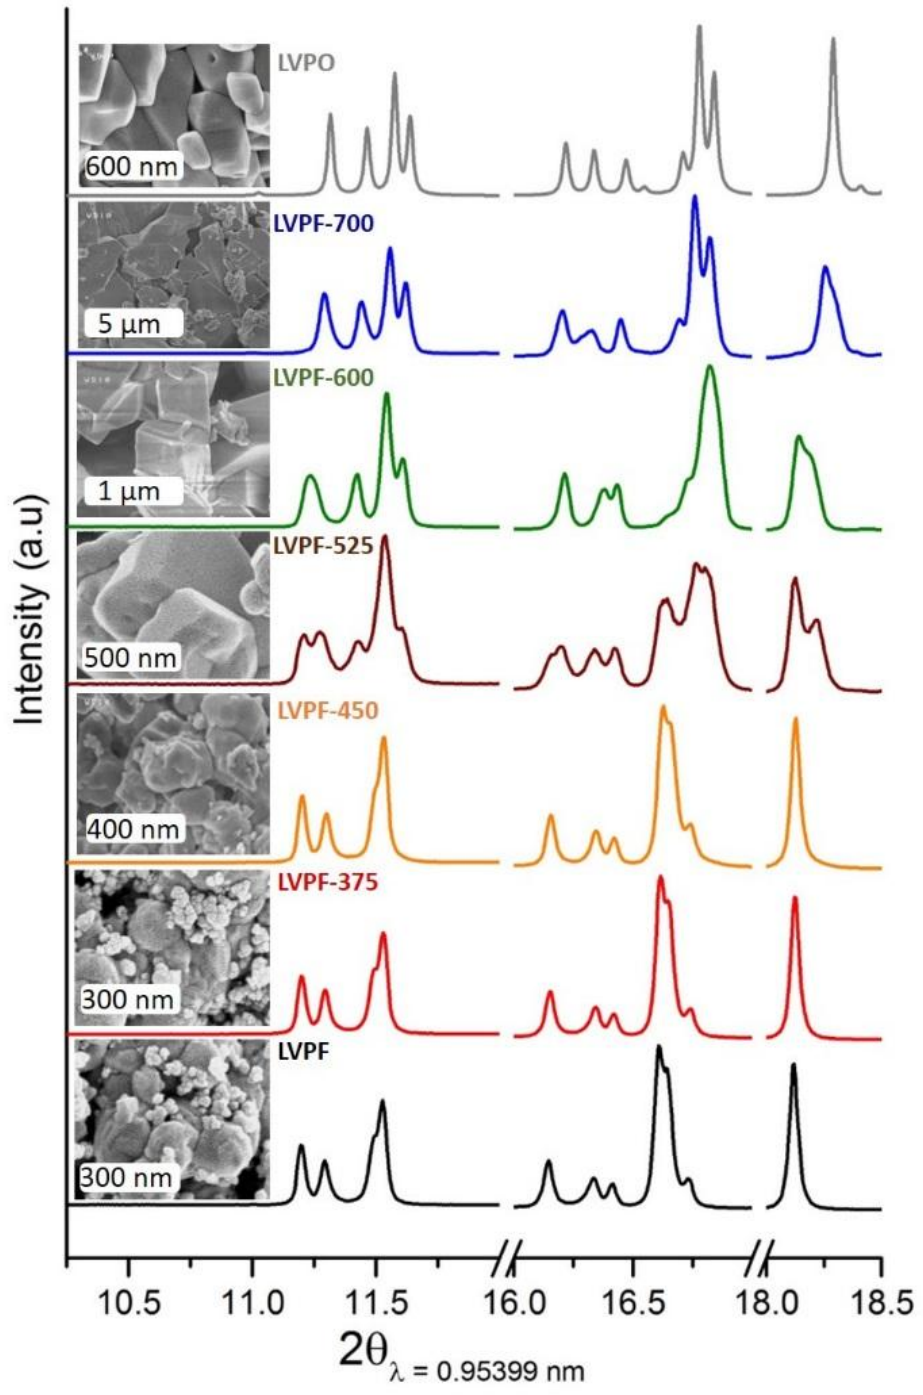 LVPO
600 nm
LVPF-700
5 μm
LVPF-600
1 μm
LVPF-525
500 nm
LVPF-450
400 nm
LVPF-375
300 nm
LVPF
300 nm
Intensity (a.u)
10.5 11.0 11.5 16.0 16.5 18.0 18.5
2θ λ = 0.95399 nm